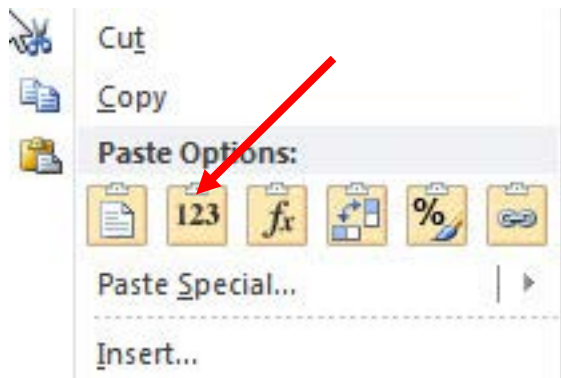 Cut
Copy
Paste Options:
123 fx %
Paste Special...
Insert...